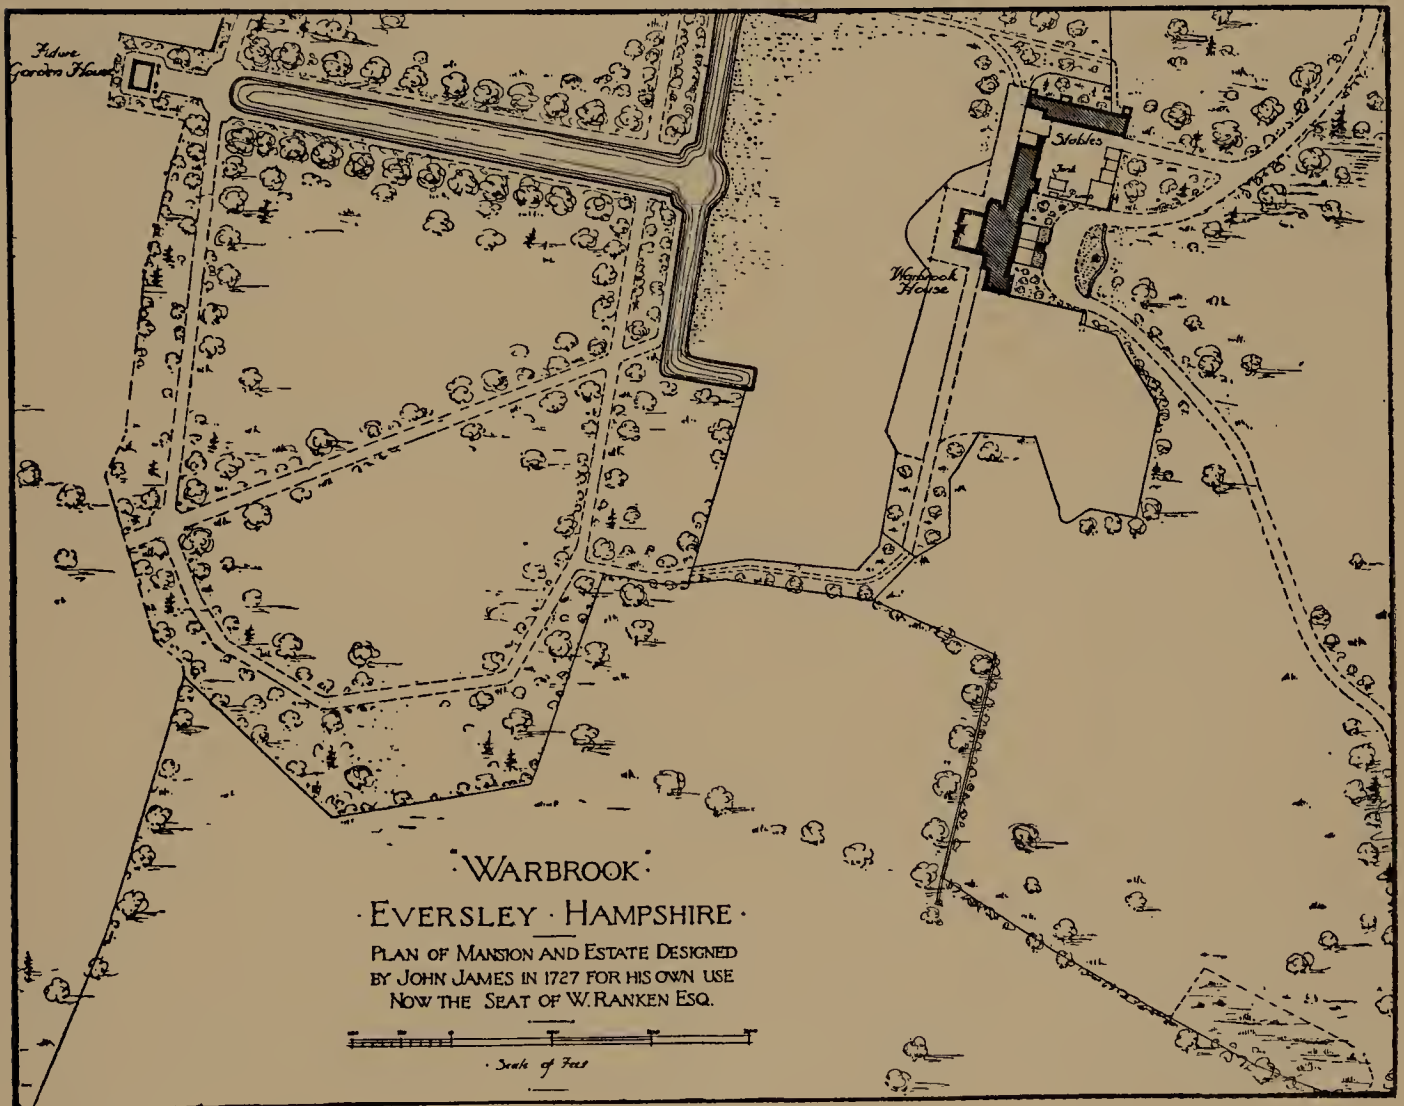 Future
Garden House
Stables
Yard
Warbrook
House
"WARBROOK"
·EVERSLEY·HAMPSHIRE·
PLAN OF MANSION AND ESTATE DESIGNED
BY JOHN JAMES IN 1727 FOR HIS OWN USE
NOW THE SEAT OF W. RANKEN ESQ.
·Scale of Feet